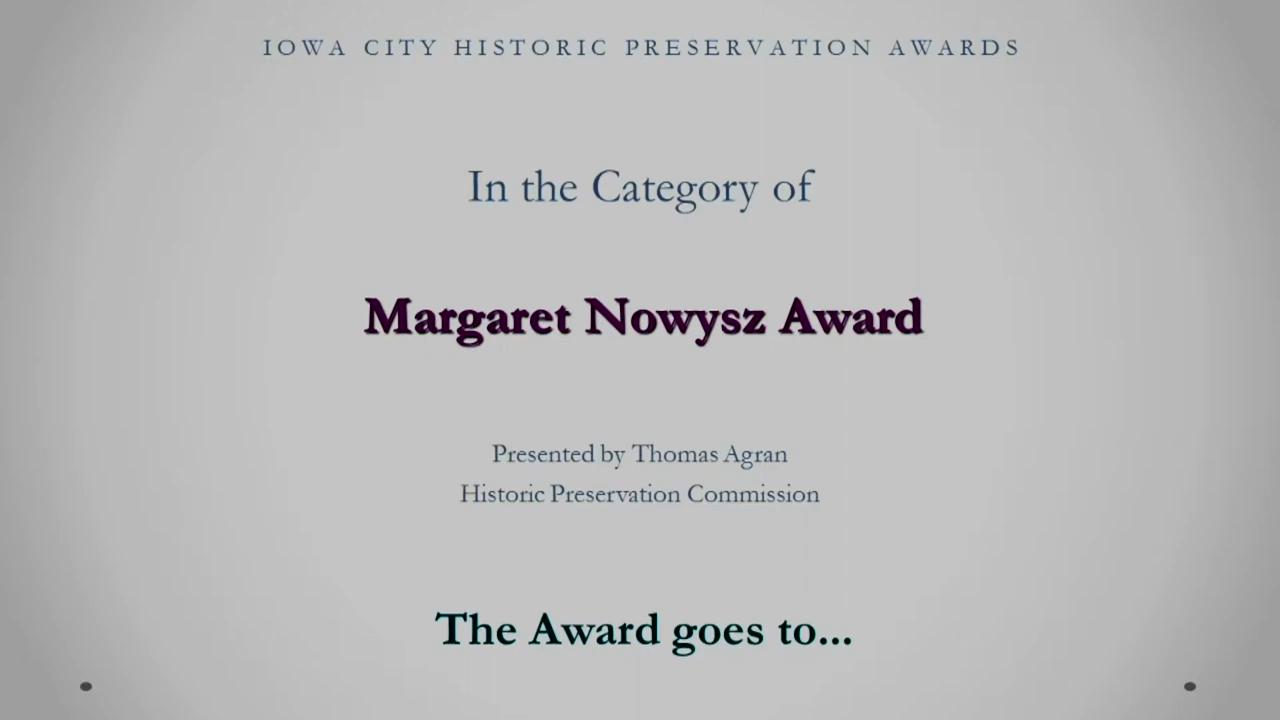 IOWA CITY HISTORIC PRESERVATION AWARDS
In the Category of
Margaret Nowysz Award
Presented by Thomas Agran
Historic Preservation Commission
The Award goes to...